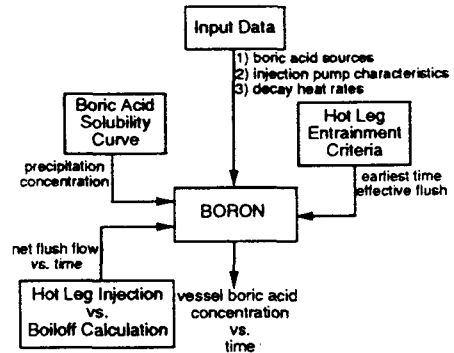 Input Data
1) boric acid sources
2) injection pump characteristics
3) decay heat rates
Boric Acid
Solubility
Curve
Hot Leg
Entrainment
Criteria
precipitation
concentration
earliest time
effective flush
BORON
net flush flow
vs. time
Hot Leg Injection
vs.
Boiloff Calculation
vessel boric acid
concentration
vs.
time